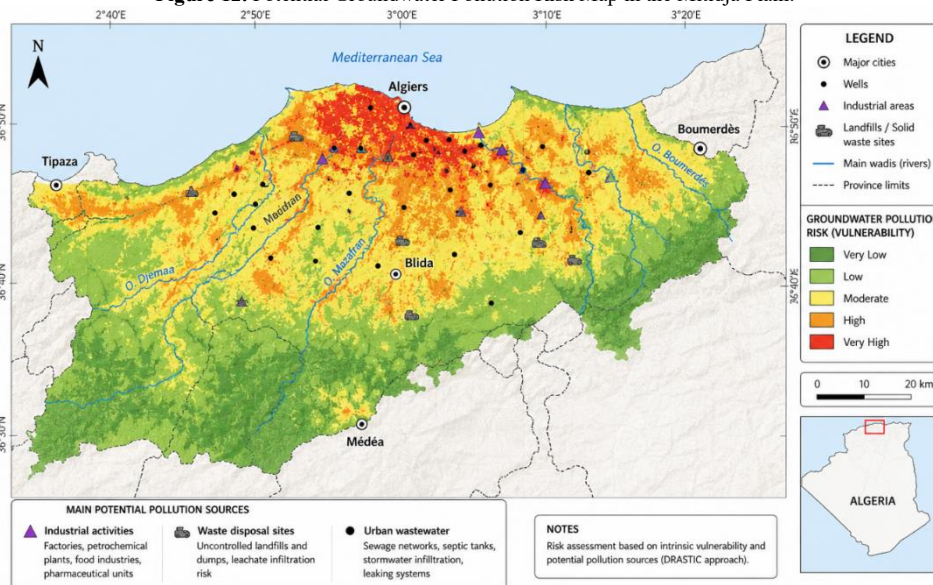 Figure 12. Potential Groundwater Pollution Risk Map in the Mitidja Plain.
2°40'E
2°50'E
3°00'E
3°10'E
3°20'E
N
Mediterranean Sea
Algiers
Boumerdès
Tipaza
O. Boumerdès
Mazafran
O. Djemaa
O. Mazafran
Blida
Médéa
36°50'N
36°40'N
36°30'N
36°50'E
36°40'E
LEGEND
Major cities
Wells
Industrial areas
Landfills / Solid
waste sites
Main wadis (rivers)
Province limits
GROUNDWATER POLLUTION
RISK (VULNERABILITY)
Very Low
Low
Moderate
High
Very High
0 10 20 km
ALGERIA
MAIN POTENTIAL POLLUTION SOURCES
Industrial activities
Factories, petrochemical
plants, food industries,
pharmaceutical units
Waste disposal sites
Uncontrolled landfills and
dumps, leachate infiltration
risk
Urban wastewater
Sewage networks, septic tanks,
stormwater infilltration,
leaking systems
NOTES
Risk assessment based on intrinsic vulnerability and
potential pollution sources (DRASTIC approach).